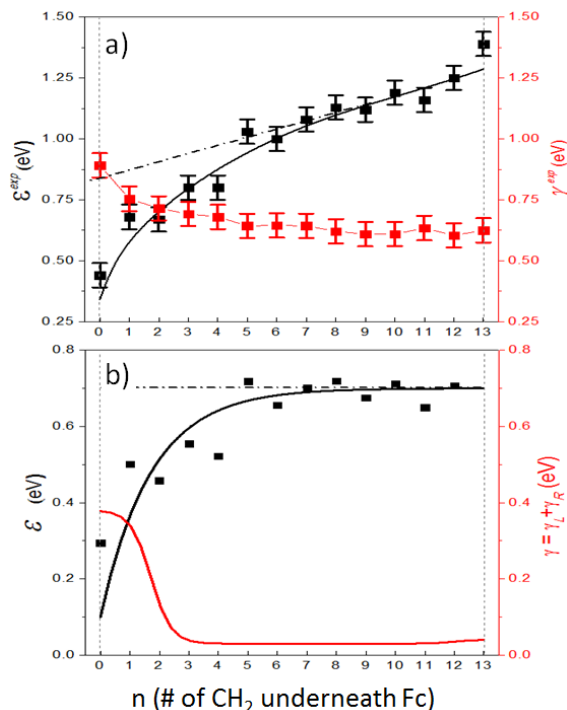 a)
1.50
1.25
1.00
0.75
0.50
0.25
ε^exp (eV)
1.50
1.25
1.00
0.75
0.50
0.25
γ^exp (eV)
0 1 2 3 4 5 6 7 8 9 10 11 12 13
b)
0.8
0.6
0.4
0.2
0.0
ε (eV)
0.8
0.6
0.4
0.2
0.0
γ = γ_L+γ_R (eV)
0 1 2 3 4 5 6 7 8 9 10 11 12 13
n (# of CH₂ underneath Fc)